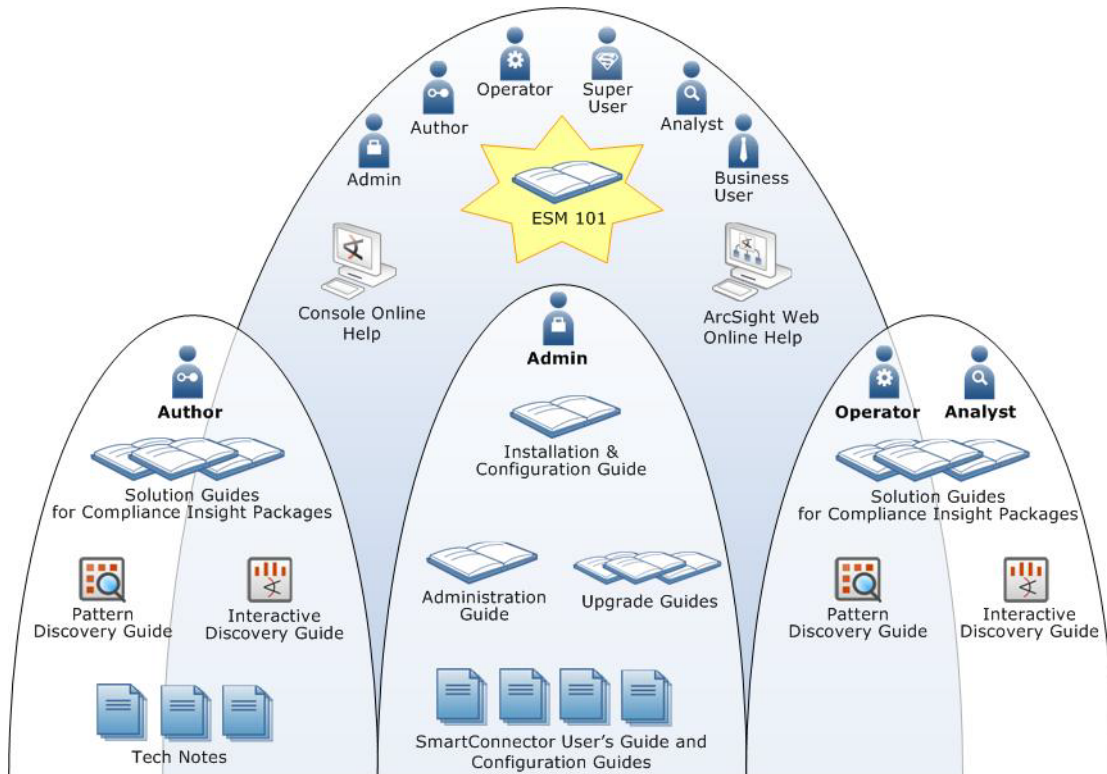 Operator
Super
User
Author
Analyst
Admin
Business
User
ESM 101
Console Online
Help
ArcSight Web
Online Help
Author
Solution Guides
for Compliance Insight Packages
Pattern
Discovery Guide
Interactive
Discovery Guide
Tech Notes
Admin
Installation &
Configuration Guide
Administration
Guide
Upgrade Guides
SmartConnector User's Guide and
Configuration Guides
Operator
Analyst
Solution Guides
for Compliance Insight Packages
Pattern
Discovery Guide
Interactive
Discovery Guide